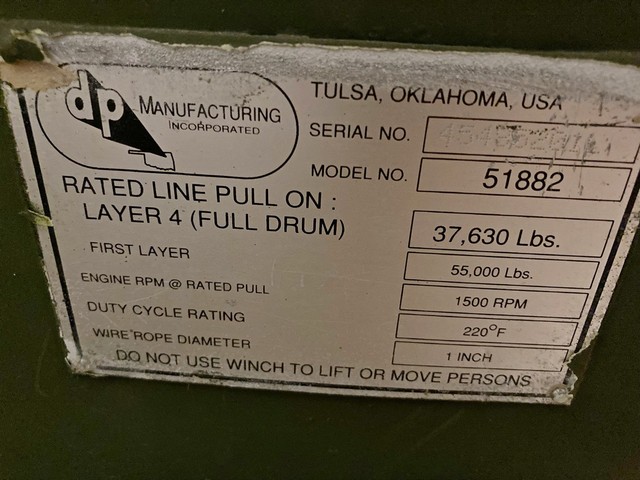 dp MANUFACTURING
INCORPORATED
TULSA, OKLAHOMA, USA
SERIAL NO.
MODEL NO. 51882
RATED LINE PULL ON :
LAYER 4 (FULL DRUM) 37,630 Lbs.
FIRST LAYER 55,000 Lbs.
ENGINE RPM @ RATED PULL 1500 RPM
DUTY CYCLE RATING 220°F
WIRE ROPE DIAMETER 1 INCH
DO NOT USE WINCH TO LIFT OR MOVE PERSONS